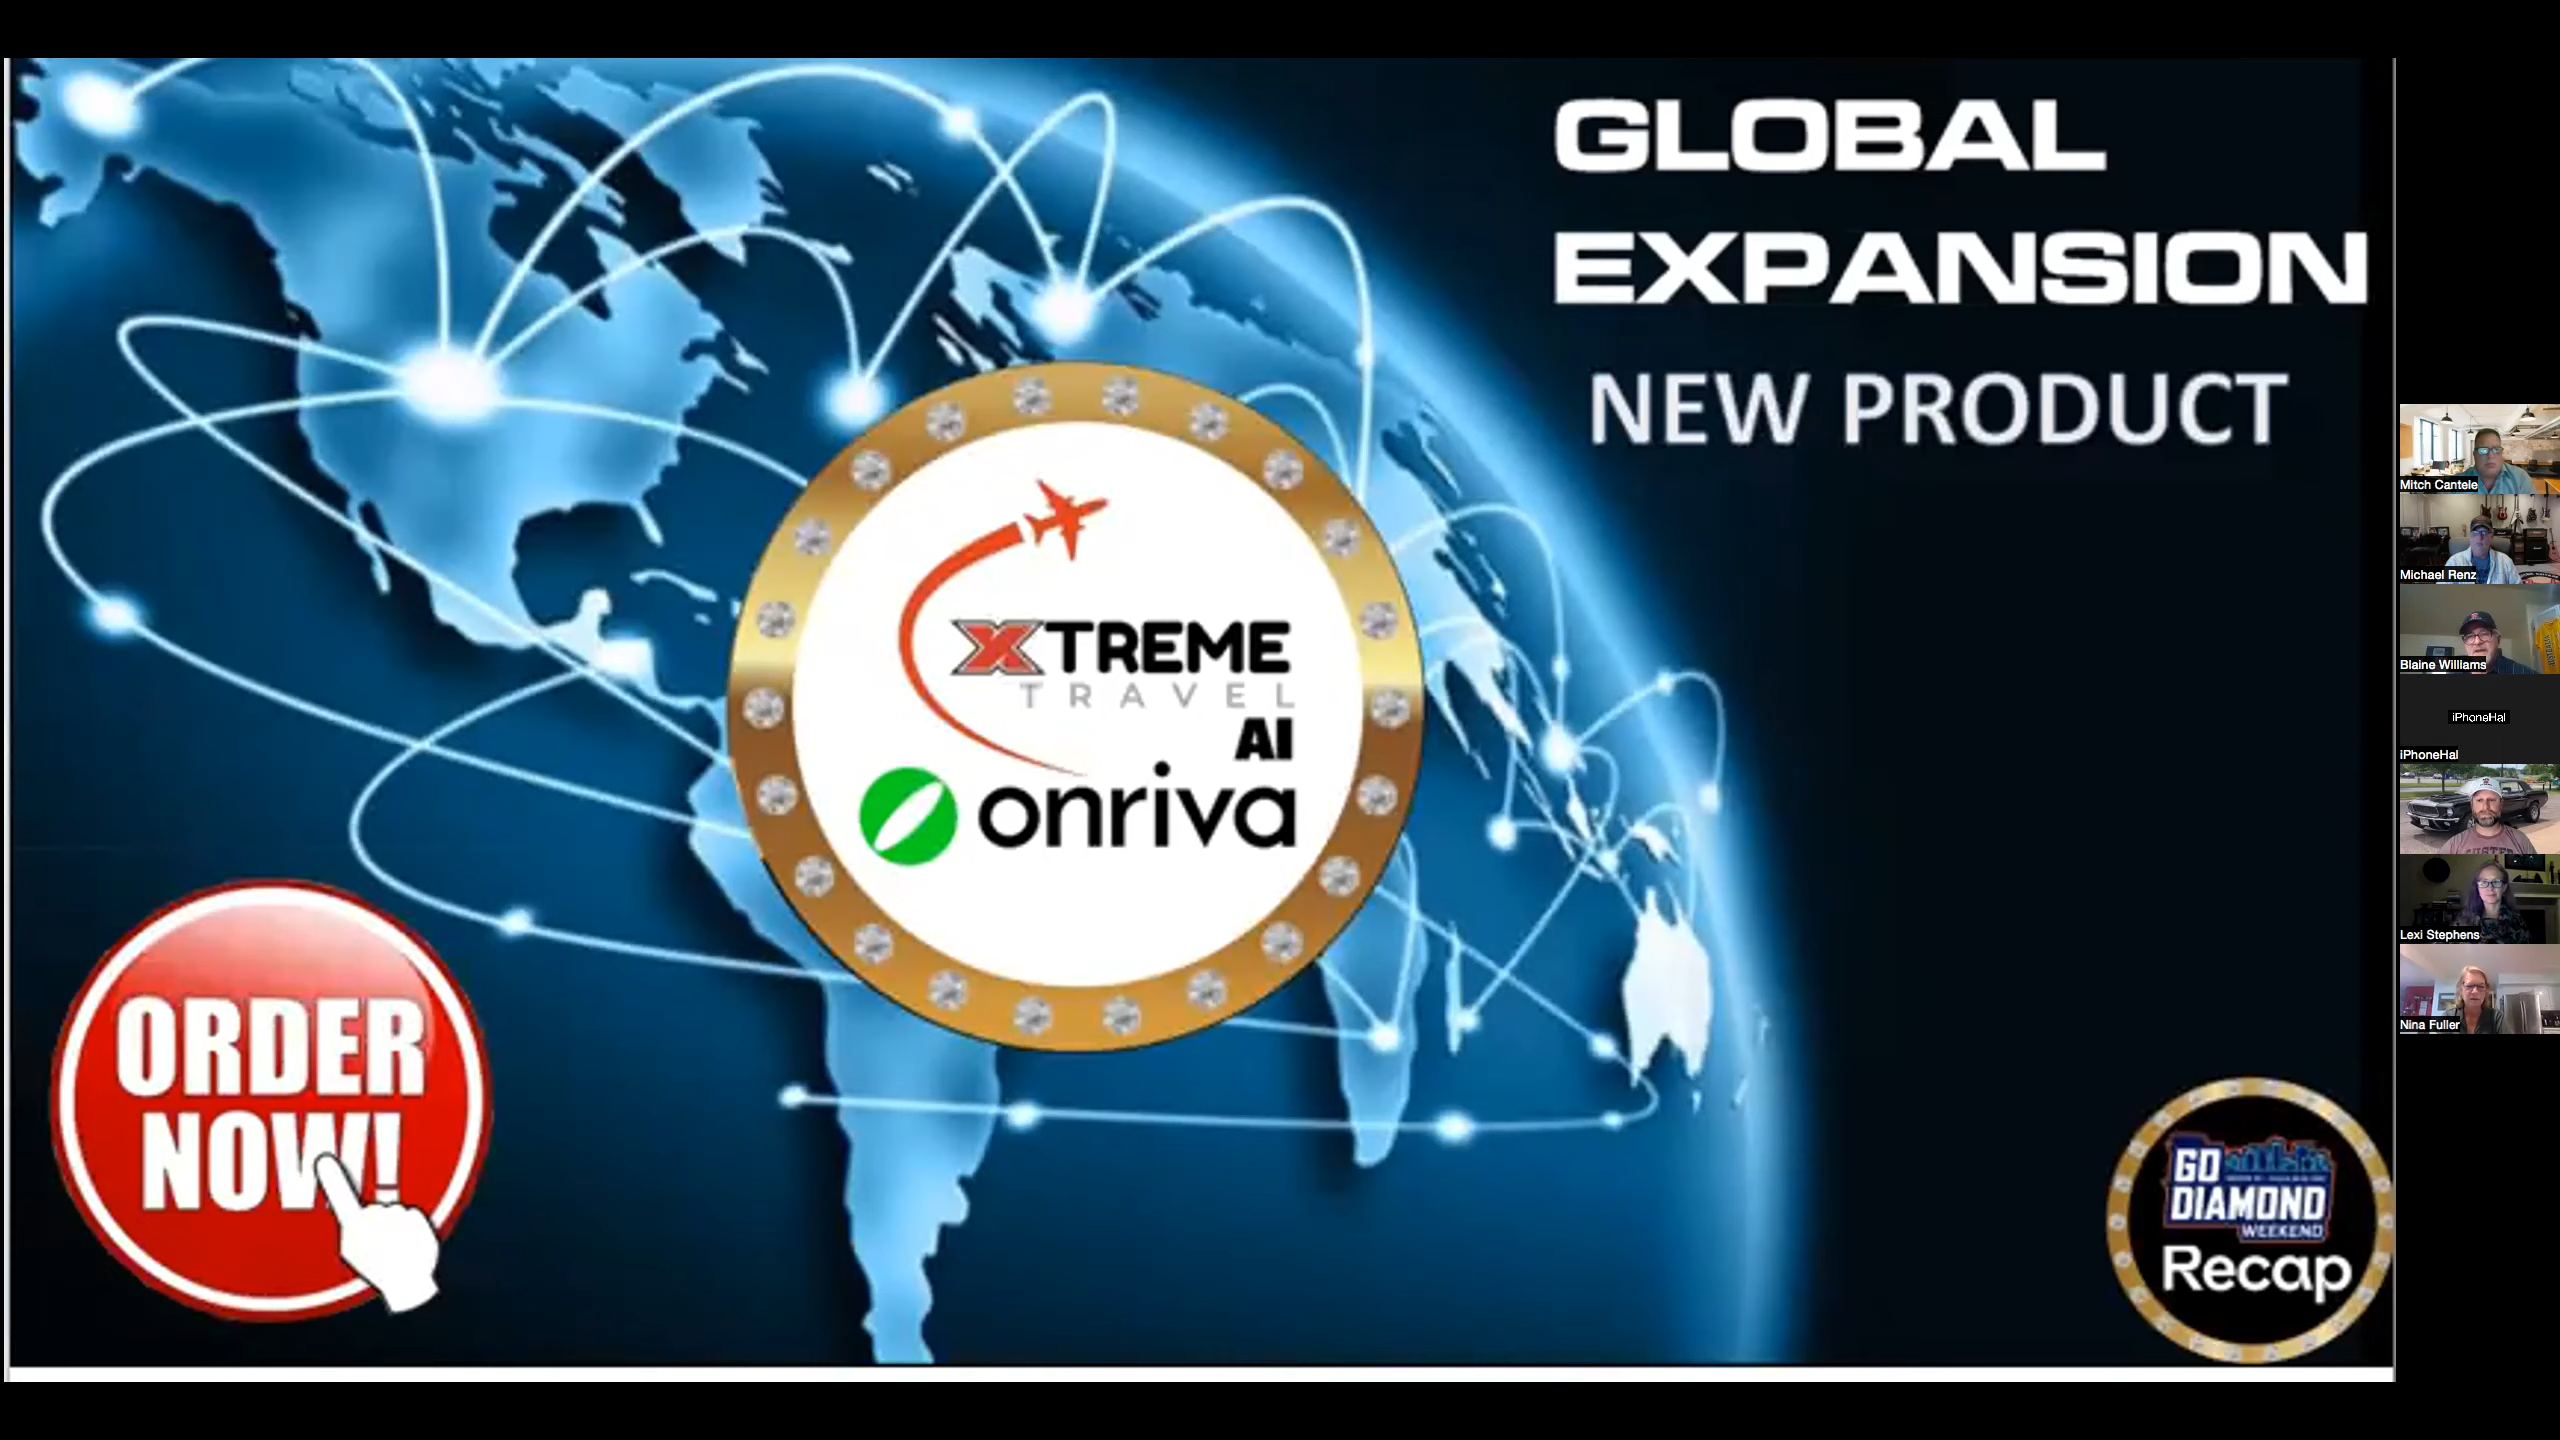 GLOBAL
EXPANSION
NEW PRODUCT
XTREME
TRAVEL
AI
onriva
ORDER
NOW!
GO
DIAMOND
WEEKEND
Recap
Mitch Cantele
Michael Renz
Blaine Williams
iPhoneHal
iPhoneHal
Lexi Stephens
Nina Fuller